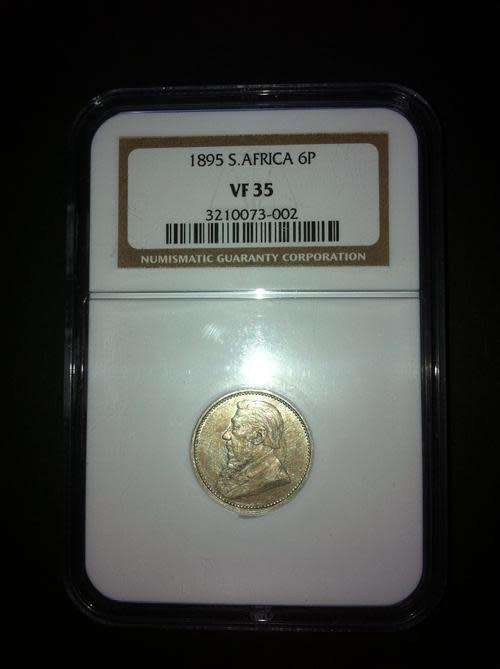 1895 S.AFRICA 6P
VF 35
3210073-002
NUMISMATIC GUARANTY CORPORATION